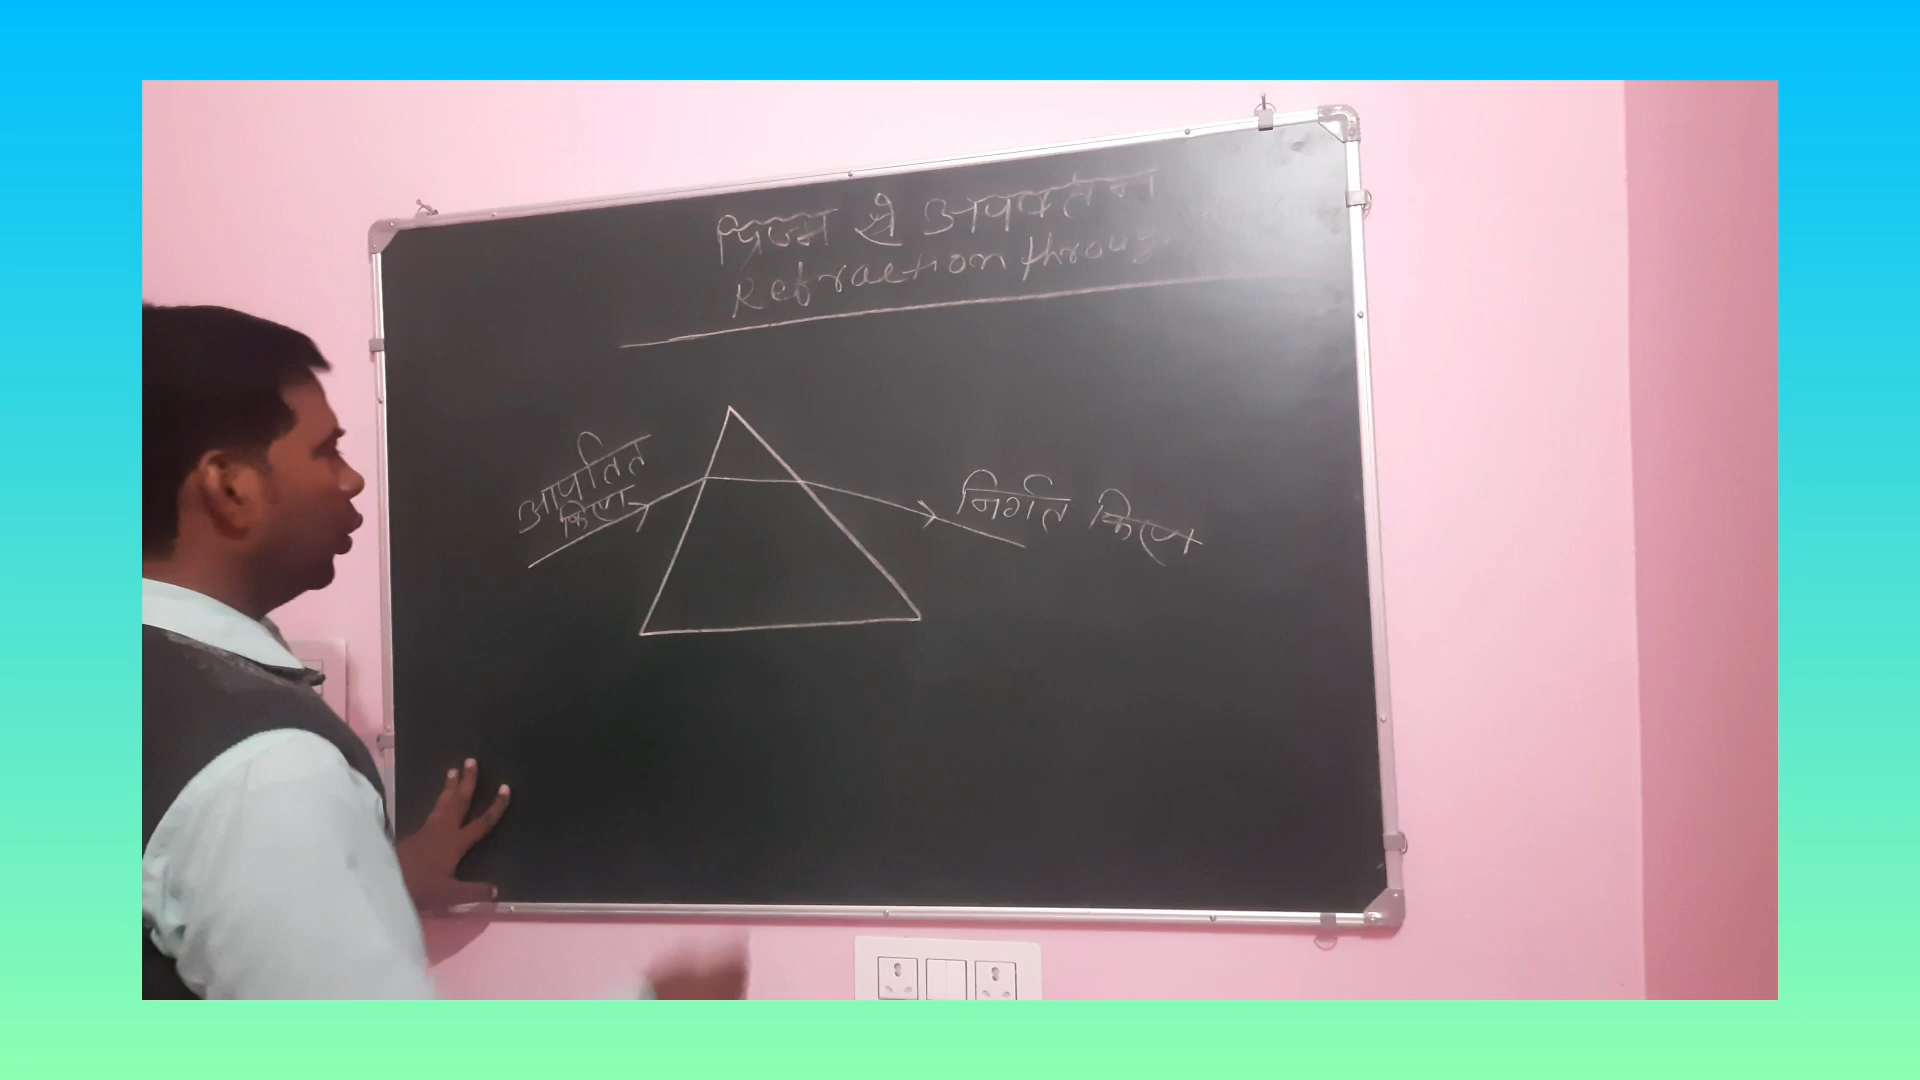 प्रिज्म से अपवर्तन
Refraction through
आपतित
किरण
निर्गत किरण